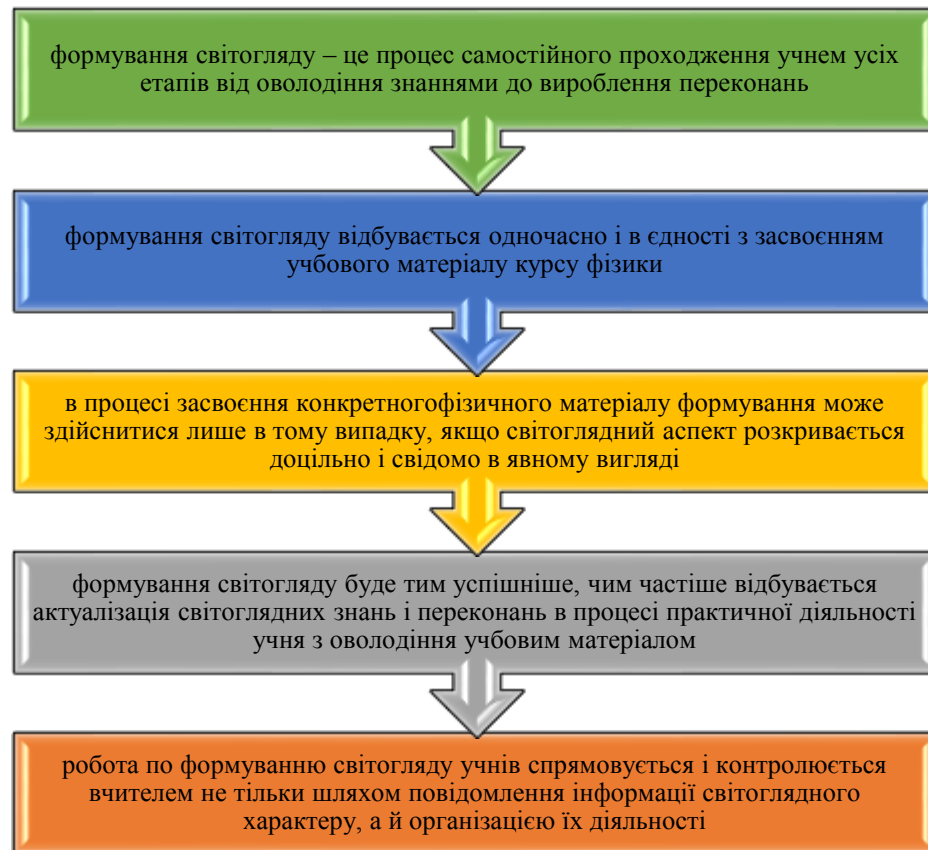 формування світогляду – це процес самостійного проходження учнем усіх
етапів від оволодіння знаннями до вироблення переконань
формування світогляду відбувається одночасно і в єдності з засвоєнням
учбового матеріалу курсу фізики
в процесі засвоєння конкретногофізичного матеріалу формування може
здійснитися лише в тому випадку, якщо світоглядний аспект розкривається
доцільно і свідомо в явному вигляді
формування світогляду буде тим успішніше, чим частіше відбувається
актуалізація світоглядних знань і переконань в процесі практичної діяльності
учня з оволодіння учбовим матеріалом
робота по формуванню світогляду учнів спрямовується і контролюється
вчителем не тільки шляхом повідомлення інформації світоглядного
характеру, а й організацією їх діяльності